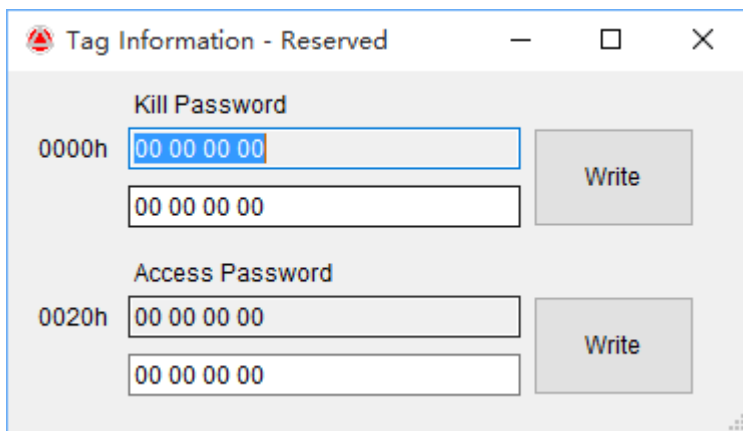 Tag Information - Reserved
Kill Password
0000h 00 00 00 00
Write
00 00 00 00
Access Password
0020h 00 00 00 00
Write
00 00 00 00